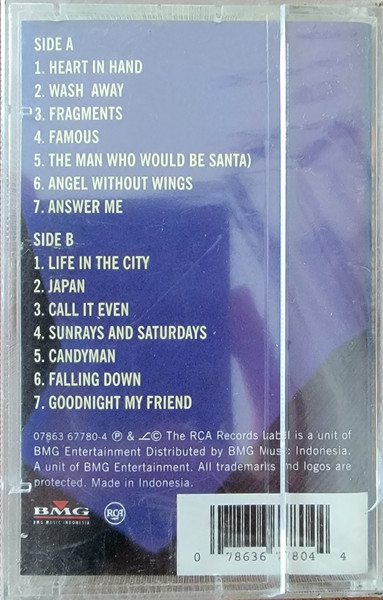 SIDE A
1. HEART IN HAND
2. WASH AWAY
3. FRAGMENTS
4. FAMOUS
5. THE MAN WHO WOULD BE SANTA)
6. ANGEL WITHOUT WINGS
7. ANSWER ME
SIDE B
1. LIFE IN THE CITY
2. JAPAN
3. CALL IT EVEN
4. SUNRAYS AND SATURDAYS
5. CANDYMAN
6. FALLING DOWN
7. GOODNIGHT MY FRIEND
07863 67780-4 ℗ & © The RCA Records Label is a unit of
BMG Entertainment Distributed by BMG Music Indonesia.
A unit of BMG Entertainment. All trademarks and logos are
protected. Made in Indonesia.
BMG
BMG MUSIC INDONESIA
RCA
0 78636 77804 4